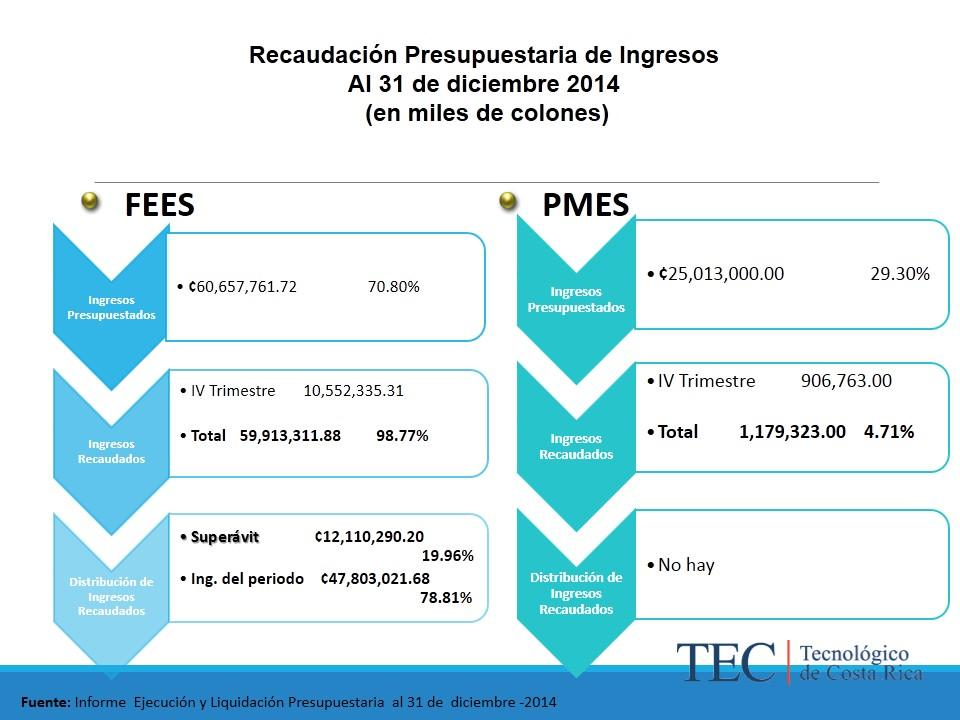 Recaudación Presupuestaria de Ingresos
Al 31 de diciembre 2014
(en miles de colones)
FEES
Ingresos
Presupuestados
• ¢60,657,761.72 70.80%
Ingresos
Recaudados
• IV Trimestre 10,552,335.31
• Total 59,913,311.88 98.77%
Distribución de
Ingresos
Recaudados
• Superávit ¢12,110,290.20
19.96%
• Ing. del periodo ¢47,803,021.68
78.81%
PMES
Ingresos
Presupuestados
• ¢25,013,000.00 29.30%
Ingresos
Recaudados
• IV Trimestre 906,763.00
• Total 1,179,323.00 4.71%
Distribución de
Ingresos
Recaudados
• No hay
TEC | Tecnológico
de Costa Rica
Fuente: Informe Ejecución y Liquidación Presupuestaria al 31 de diciembre -2014